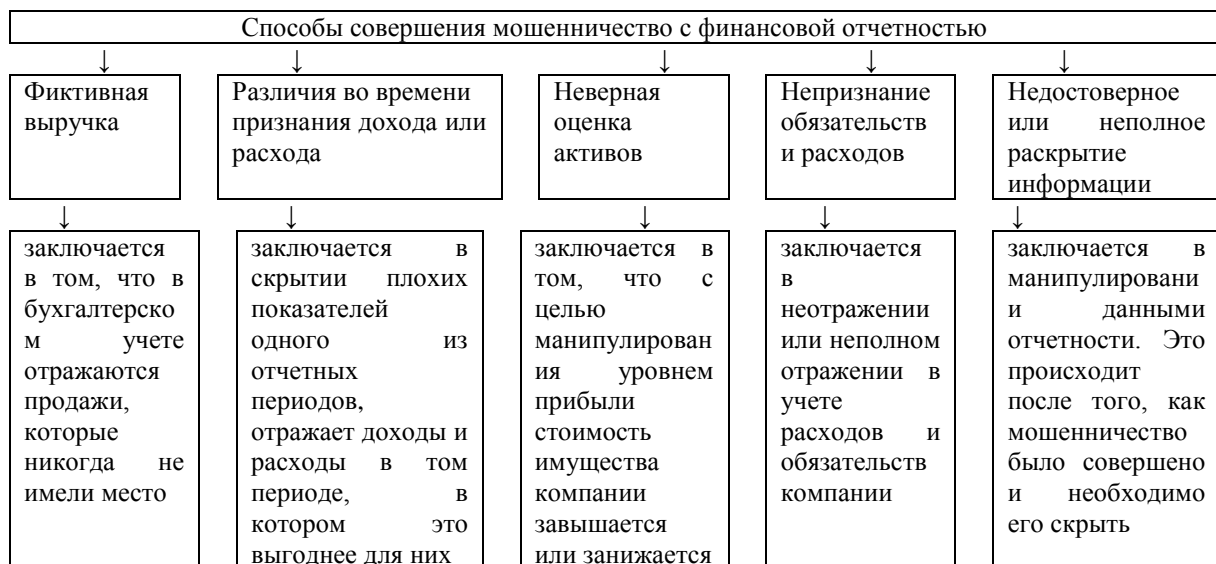 Способы совершения мошенничество с финансовой отчетностью
↓ ↓ ↓ ↓ ↓
Фиктивная
выручка
Различия во времени
признания дохода или
расхода
Неверная
оценка
активов
Непризнание
обязательств
и расходов
Недостоверное
или неполное
раскрытие
информации
↓ ↓ ↓ ↓ ↓
заключается
в том, что в
бухгалтерско
м учете
отражаются
продажи,
которые
никогда не
имели место
заключается в
скрытии плохих
показателей
одного из
отчетных
периодов,
отражает доходы и
расходы в том
периоде, в
котором это
выгоднее для них
заключается в
том, что с
целью
манипулирован
ия уровнем
прибыли
стоимость
имущества
компании
завышается
или занижается
заключается
в
неотражении
или неполном
отражении в
учете
расходов и
обязательств
компании
заключается в
манипулировани
и данными
отчетности. Это
происходит
после того, как
мошенничество
было совершено
и необходимо
его скрыть